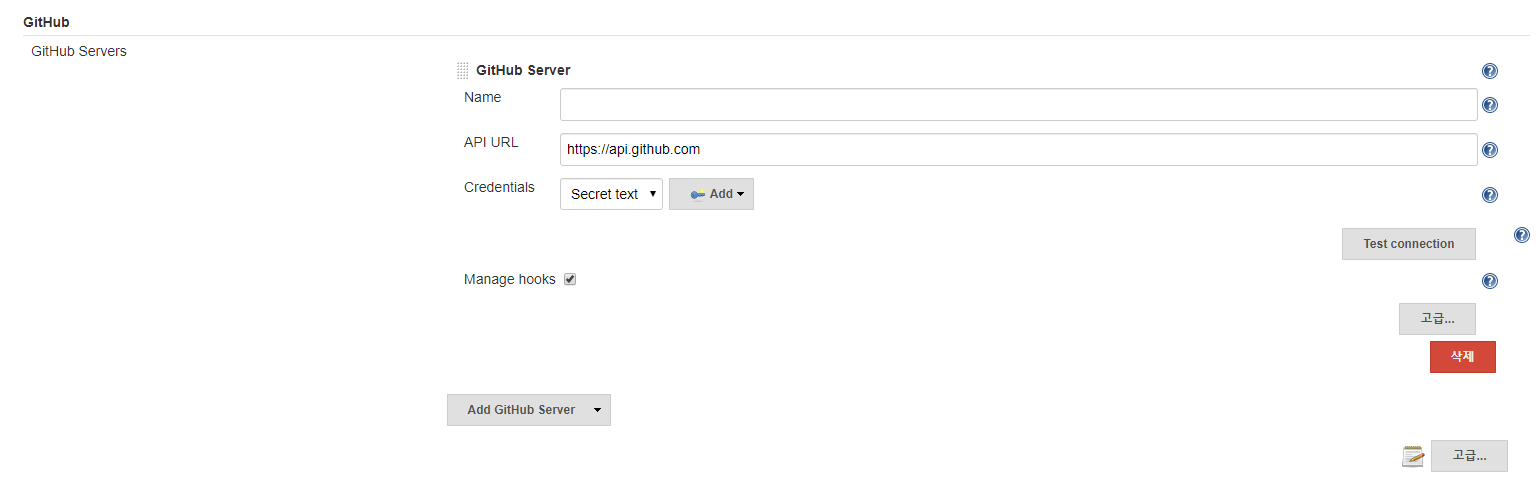 GitHub
GitHub Servers
GitHub Server
Name
API URL
https://api.github.com
Credentials
Secret text
Add
Test connection
Manage hooks
고급...
삭제
Add GitHub Server
고급...